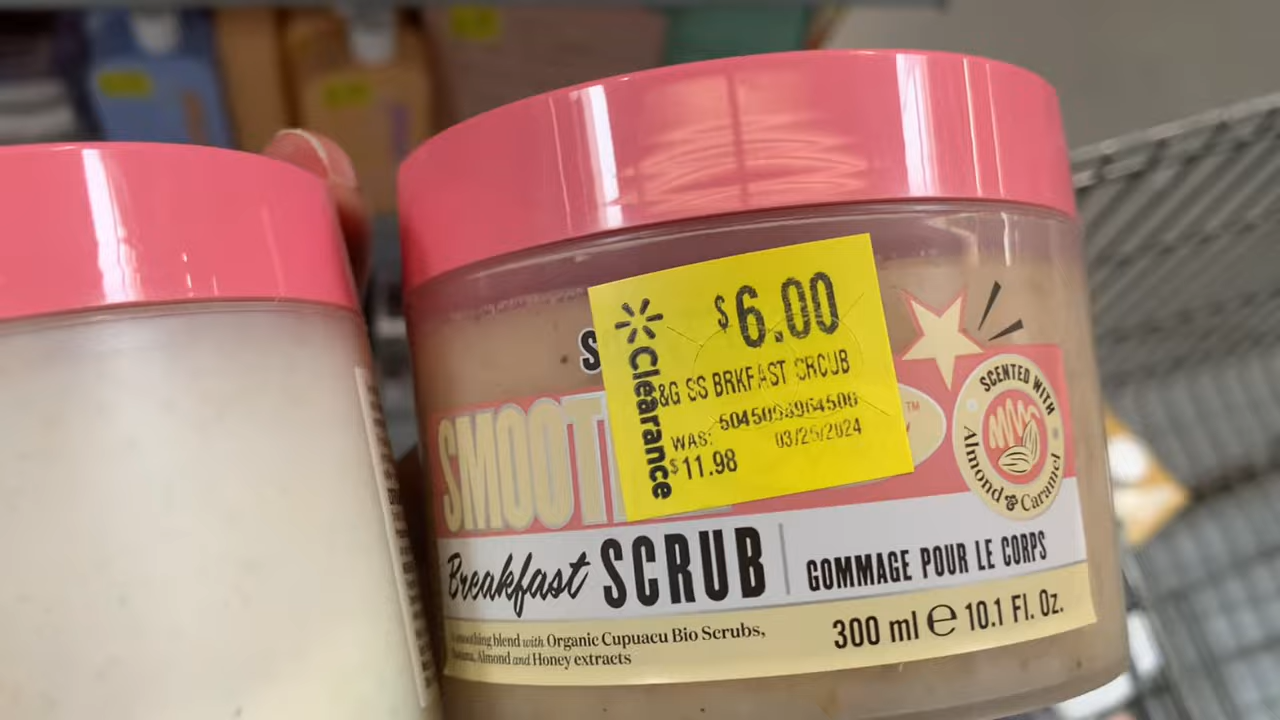 $6.00
Clearance
&G SS BRKFAST SRCUB
WAS:
03/25/2024
$11.98
S
SMOOT
™
SCENTED WITH
Almond & Caramel
Breakfast SCRUB
GOMMAGE POUR LE CORPS
smoothing blend with Organic Cupuacu Bio Scrubs,
Almond and Honey extracts
300 ml e 10.1 Fl. Oz.